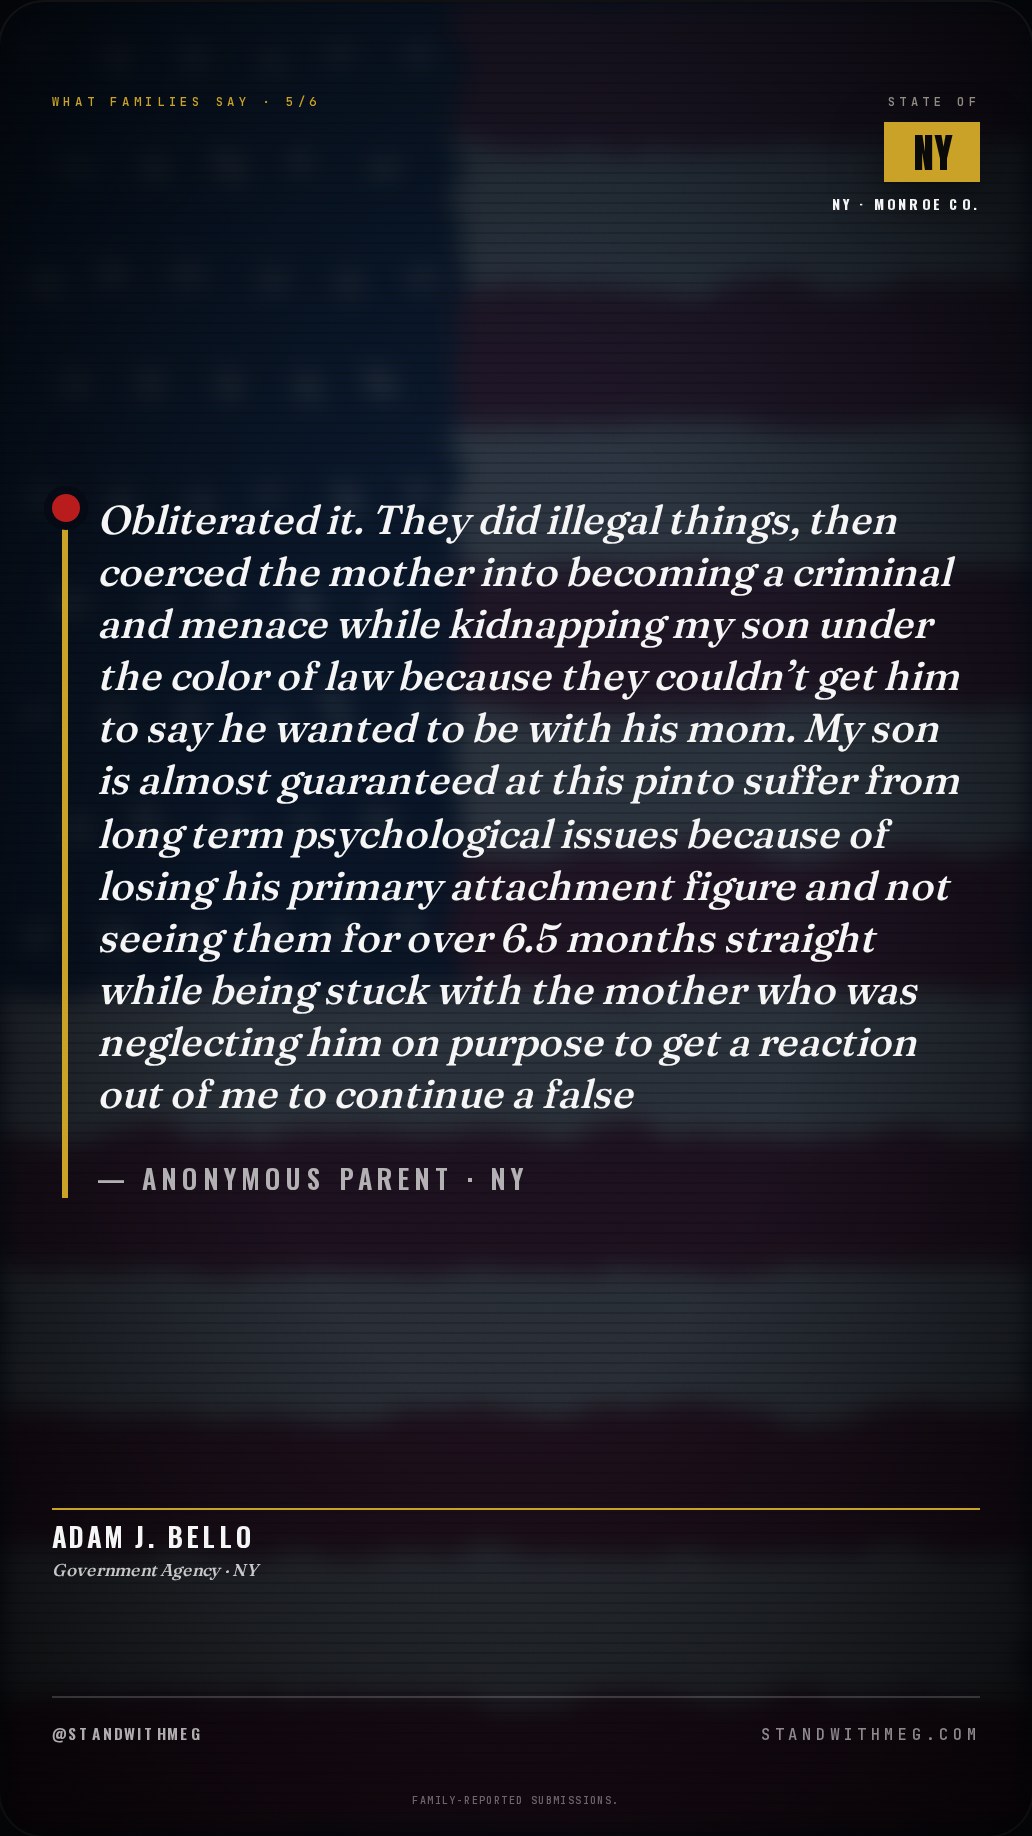 WHAT FAMILIES SAY · 5/6
STATE OF
NY
NY · MONROE CO.
Obliterated it. They did illegal things, then
coerced the mother into becoming a criminal
and menace while kidnapping my son under
the color of law because they couldn’t get him
to say he wanted to be with his mom. My son
is almost guaranteed at this pinto suffer from
long term psychological issues because of
losing his primary attachment figure and not
seeing them for over 6.5 months straight
while being stuck with the mother who was
neglecting him on purpose to get a reaction
out of me to continue a false
— ANONYMOUS PARENT · NY
ADAM J. BELLO
Government Agency · NY
@STANDWITHMEG
STANDWITHMEG.COM
FAMILY-REPORTED SUBMISSIONS.